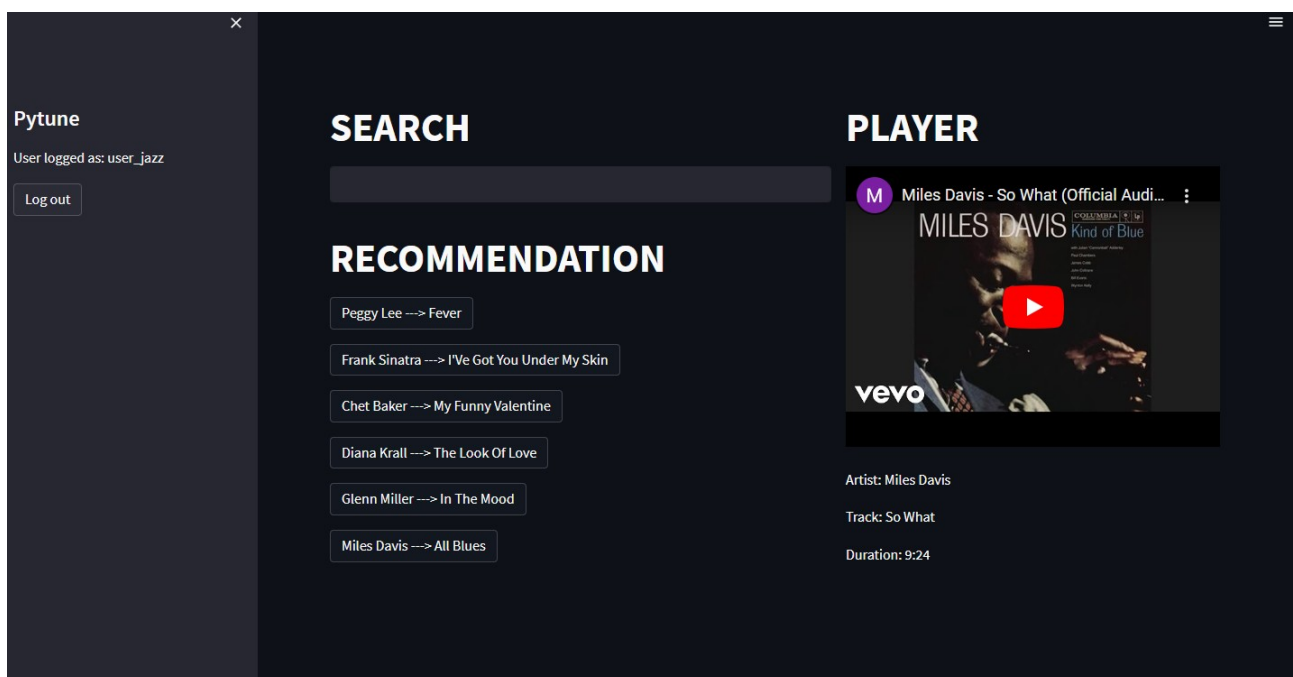 Pytune
User logged as: user_jazz
Log out
SEARCH
RECOMMENDATION
Peggy Lee ---> Fever
Frank Sinatra ---> I'Ve Got You Under My Skin
Chet Baker ---> My Funny Valentine
Diana Krall ---> The Look Of Love
Glenn Miller ---> In The Mood
Miles Davis ---> All Blues
PLAYER
M
Miles Davis - So What (Official Audi...
COLUMBIA
MILES DAVIS
Kind of Blue
vevo
Artist: Miles Davis
Track: So What
Duration: 9:24